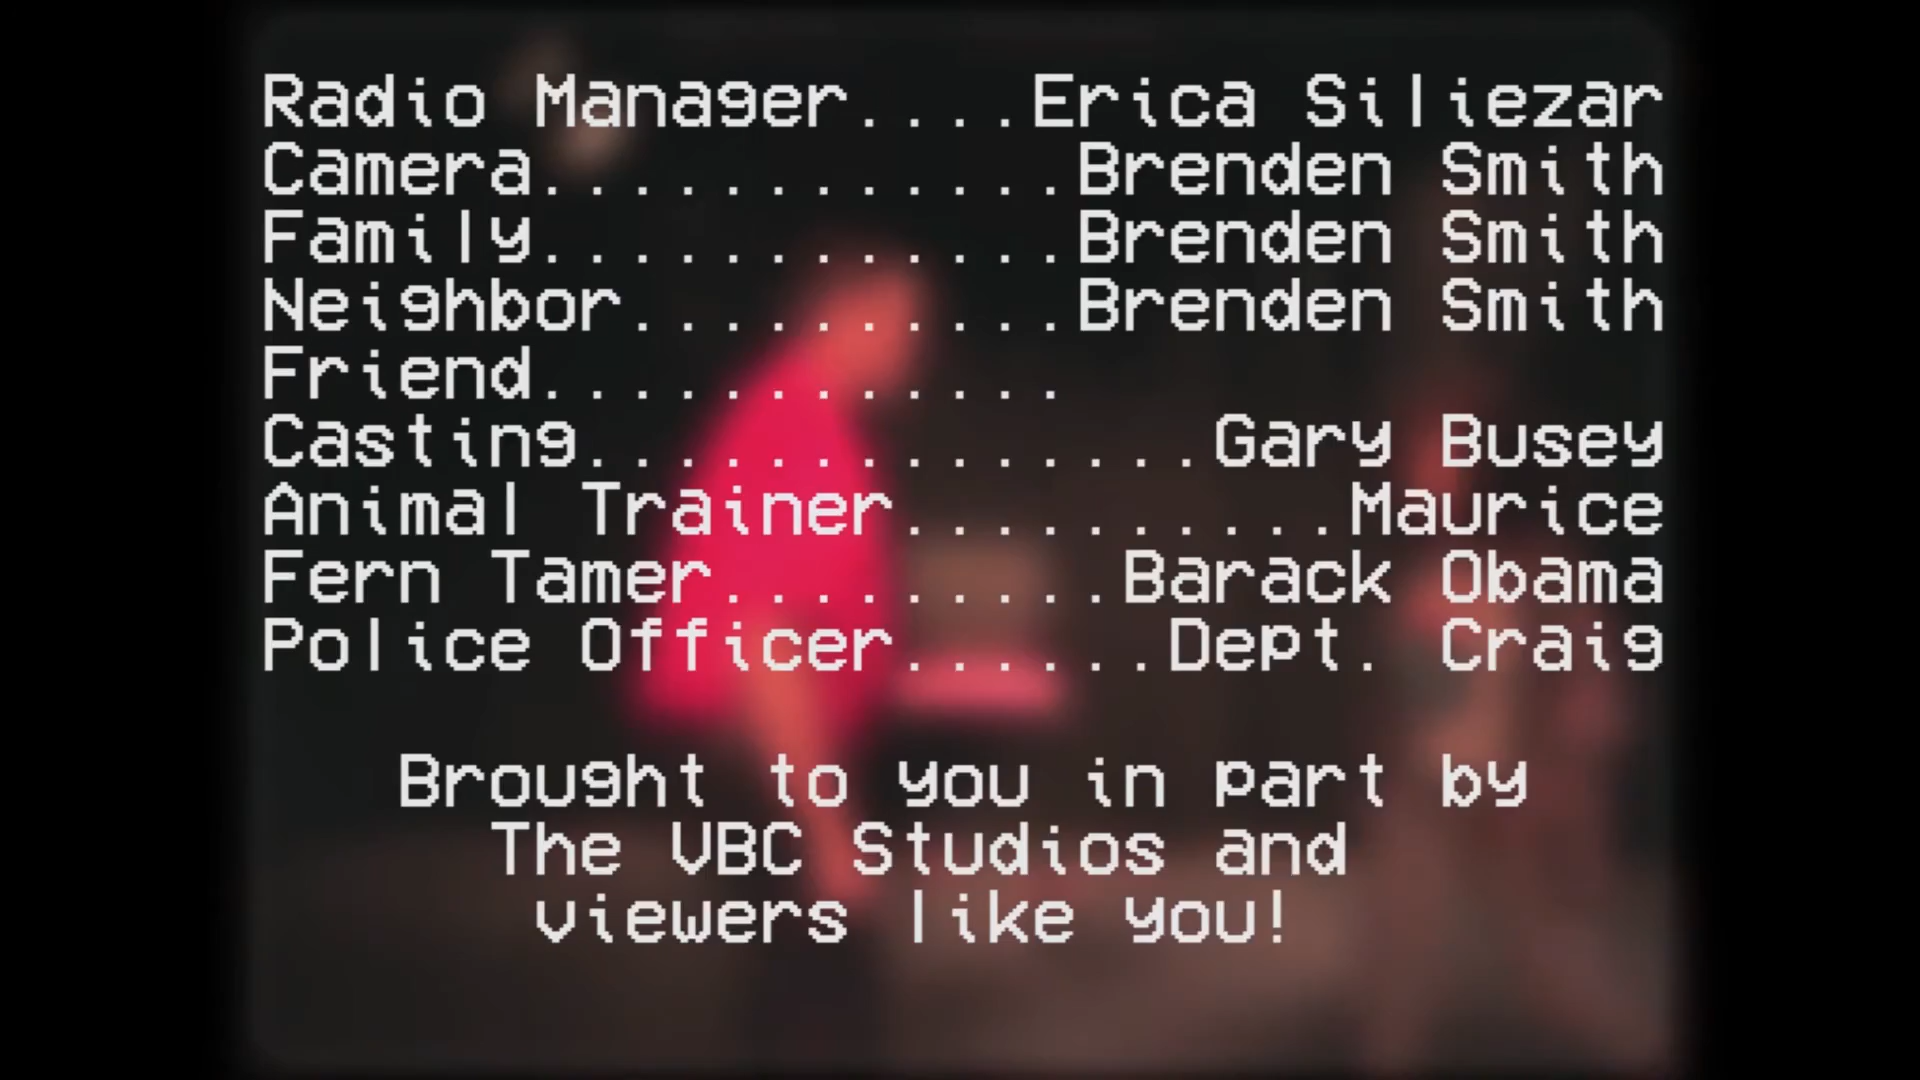 Radio Manager....Erica Siliezar
Camera............Brenden Smith
Family............Brenden Smith
Neighbor..........Brenden Smith
Friend............
Casting..............Gary Busey
Animal Trainer..........Maurice
Fern Tamer.........Barack Obama
Police Officer......Dept. Craig
Brought to you in part by
The VBC Studios and
viewers like you!